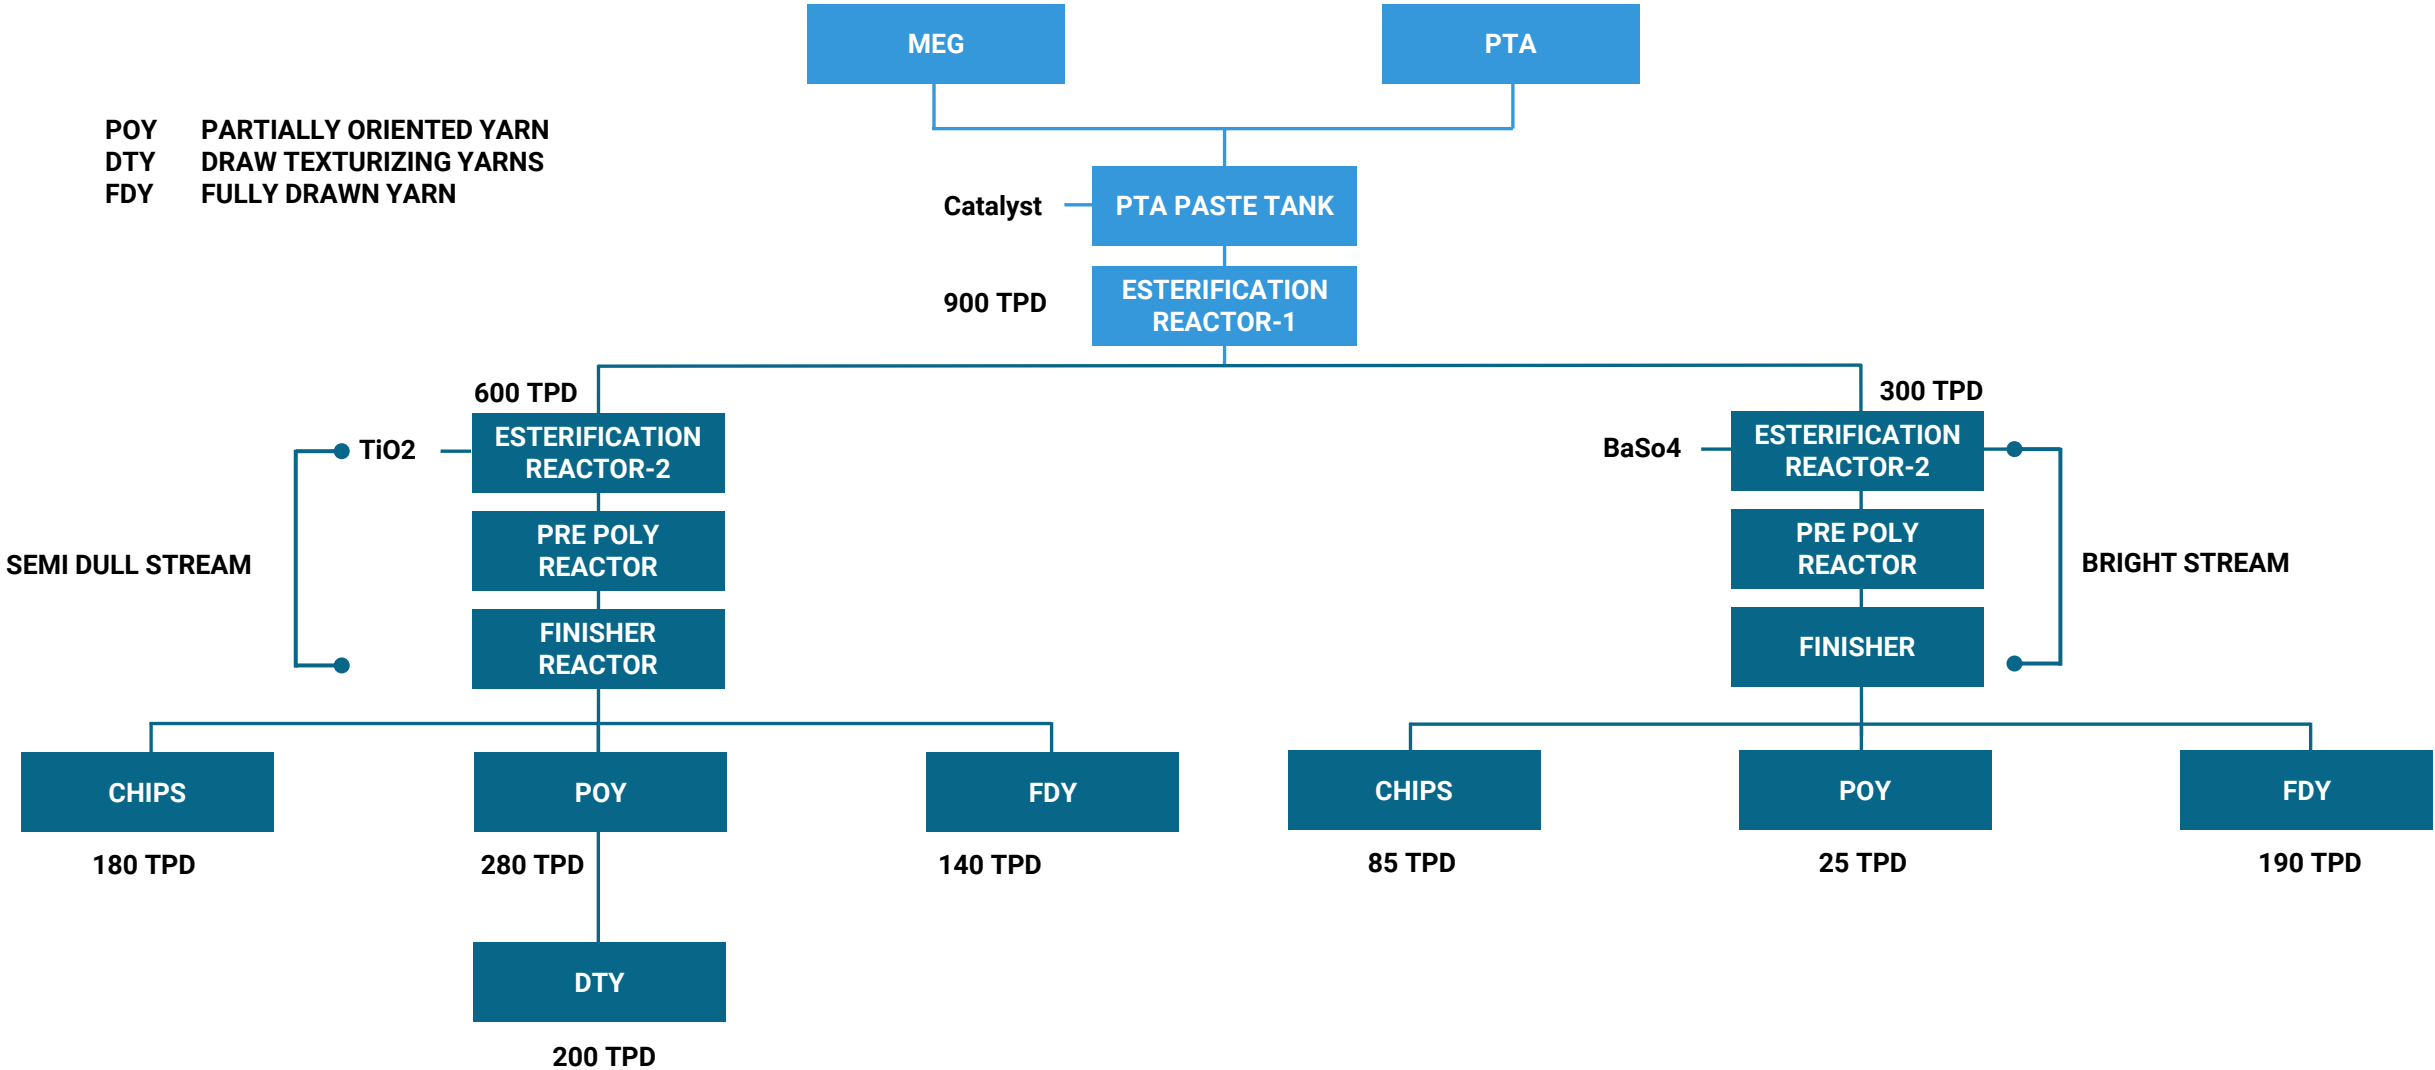 MEG
PTA
POY PARTIALLY ORIENTED YARN
DTY DRAW TEXTURIZING YARNS
FDY FULLY DRAWN YARN
Catalyst
PTA PASTE TANK
900 TPD
ESTERIFICATION
REACTOR-1
600 TPD
300 TPD
TiO2
ESTERIFICATION
REACTOR-2
BaSo4
ESTERIFICATION
REACTOR-2
SEMI DULL STREAM
PRE POLY
REACTOR
PRE POLY
REACTOR
BRIGHT STREAM
FINISHER
REACTOR
FINISHER
CHIPS
POY
FDY
CHIPS
POY
FDY
180 TPD
280 TPD
140 TPD
85 TPD
25 TPD
190 TPD
DTY
200 TPD